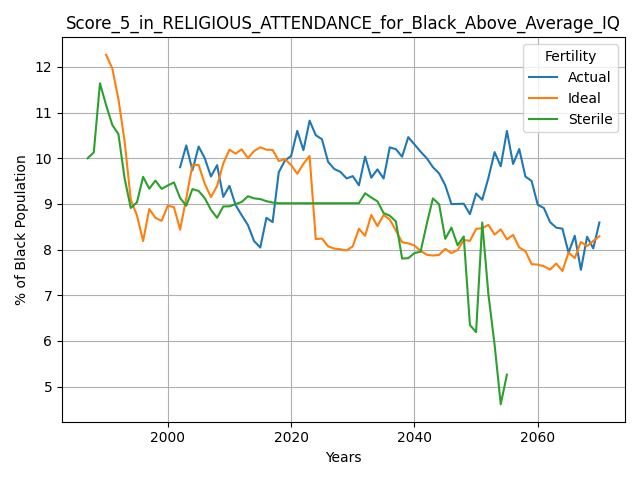 Score_5_in_RELIGIOUS_ATTENDANCE_for_Black_Above_Average_IQ
Fertility
Actual
Ideal
Sterile
% of Black Population
12
11
10
9
8
7
6
5
2000
2020
2040
2060
Years